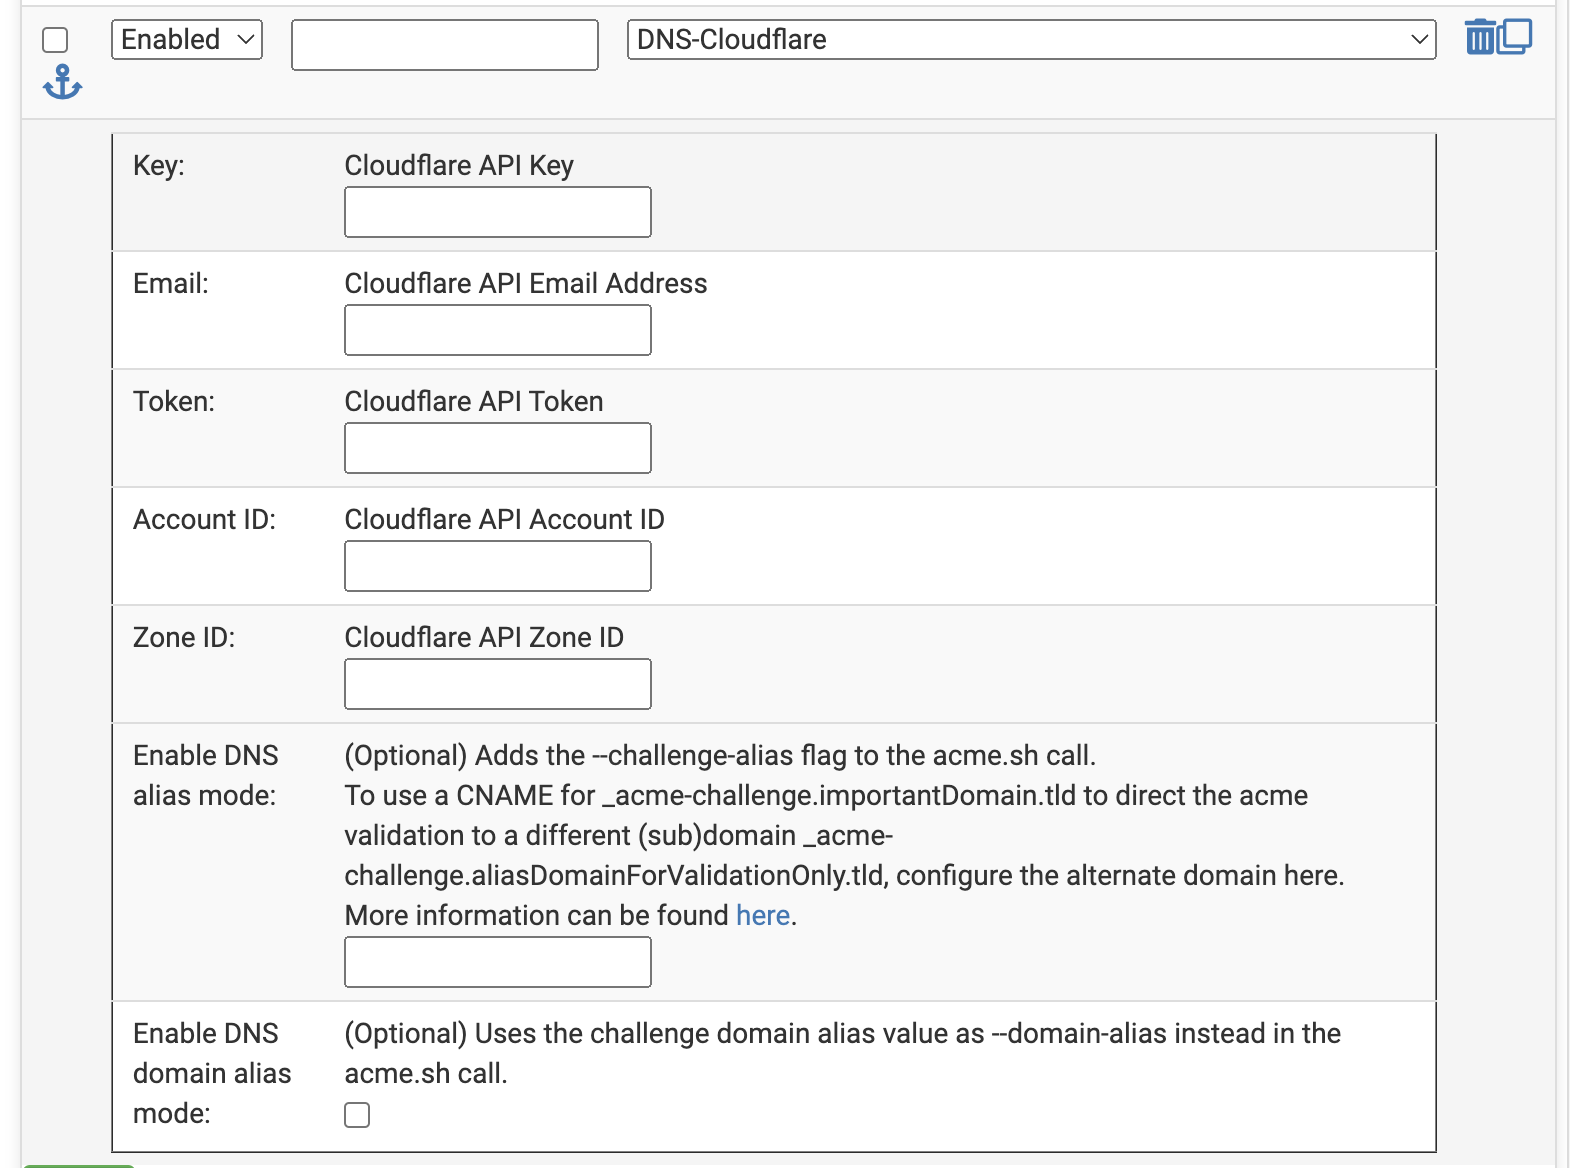 Enabled
DNS-Cloudflare
Key:
Cloudflare API Key
Email:
Cloudflare API Email Address
Token:
Cloudflare API Token
Account ID:
Cloudflare API Account ID
Zone ID:
Cloudflare API Zone ID
Enable DNS
alias mode:
(Optional) Adds the --challenge-alias flag to the acme.sh call.
To use a CNAME for _acme-challenge.importantDomain.tld to direct the acme
validation to a different (sub)domain _acme-
challenge.aliasDomainForValidationOnly.tld, configure the alternate domain here.
More information can be found here.
Enable DNS
domain alias
mode:
(Optional) Uses the challenge domain alias value as --domain-alias instead in the
acme.sh call.